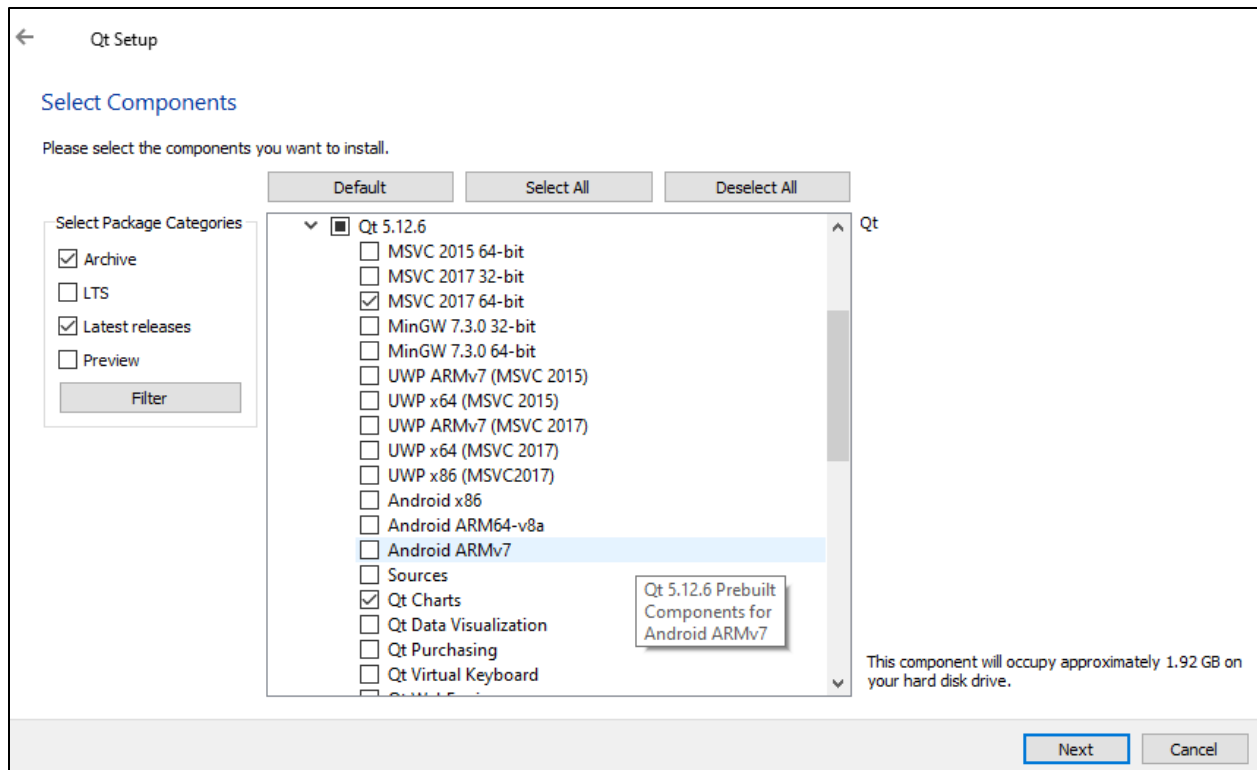 Qt Setup
Select Components
Please select the components you want to install.
Default
Select All
Deselect All
Select Package Categories
Archive
LTS
Latest releases
Preview
Filter
Qt 5.12.6
MSVC 2015 64-bit
MSVC 2017 32-bit
MSVC 2017 64-bit
MinGW 7.3.0 32-bit
MinGW 7.3.0 64-bit
UWP ARMv7 (MSVC 2015)
UWP x64 (MSVC 2015)
UWP ARMv7 (MSVC 2017)
UWP x64 (MSVC 2017)
UWP x86 (MSVC2017)
Android x86
Android ARM64-v8a
Android ARMv7
Sources
Qt Charts
Qt Data Visualization
Qt Purchasing
Qt Virtual Keyboard
Qt 5.12.6 Prebuilt
Components for
Android ARMv7
Qt
This component will occupy approximately 1.92 GB on
your hard disk drive.
Next
Cancel